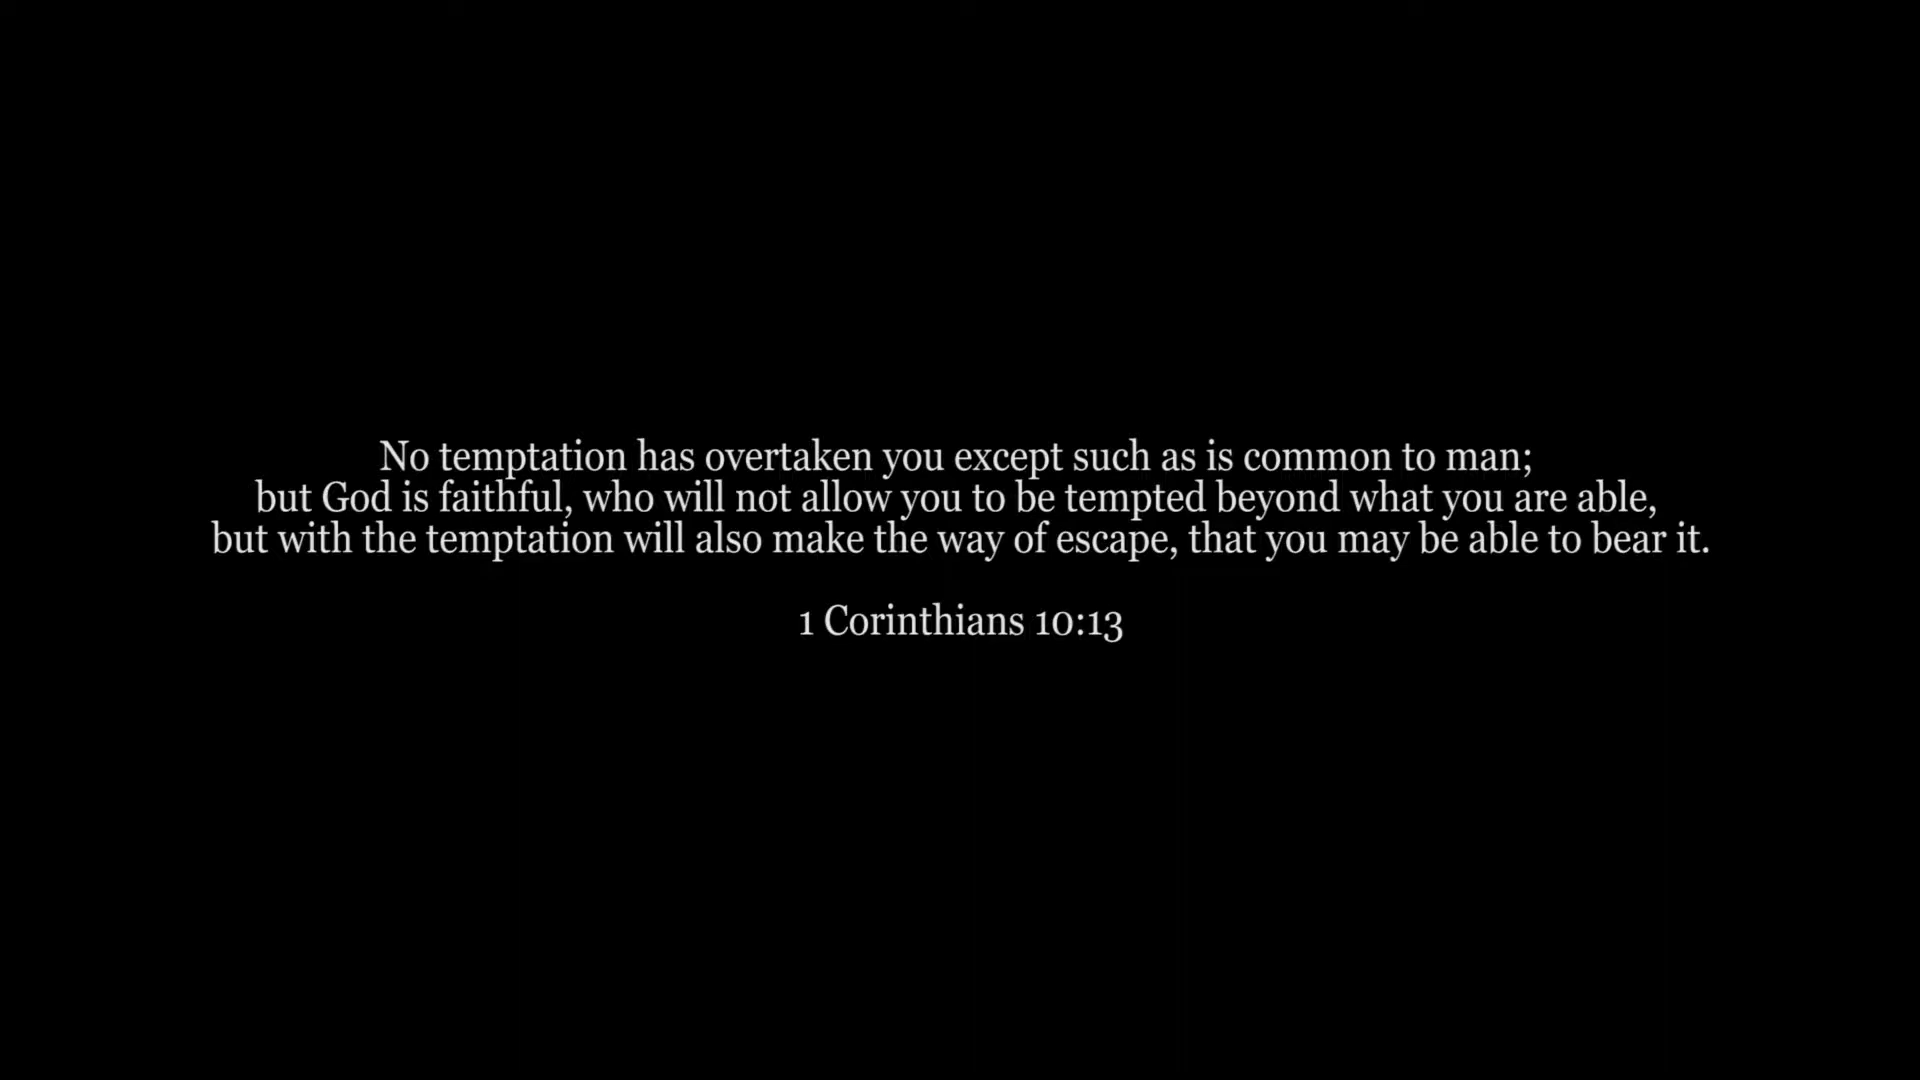 No temptation has overtaken you except such as is common to man;
but God is faithful, who will not allow you to be tempted beyond what you are able,
but with the temptation will also make the way of escape, that you may be able to bear it.
1 Corinthians 10:13